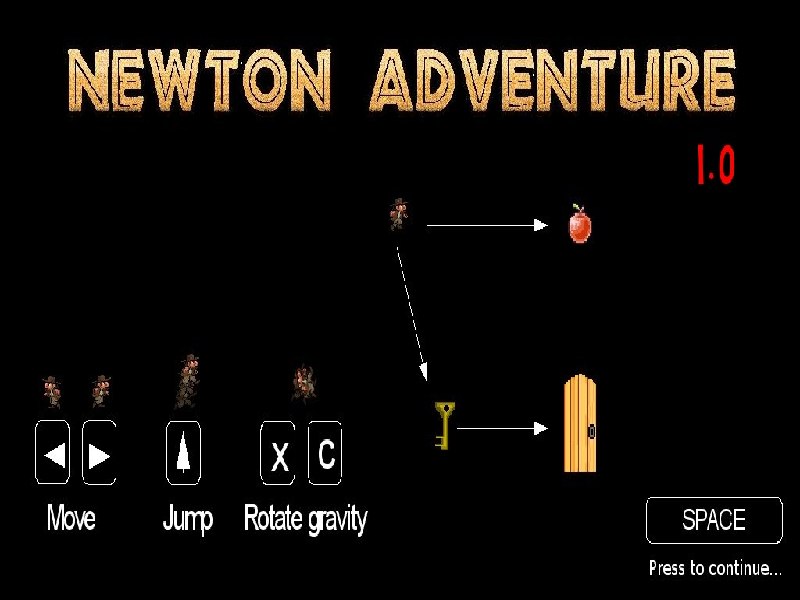 NEWTON ADVENTURE
1.0
X C
Move Jump Rotate gravity
SPACE
Press to continue...